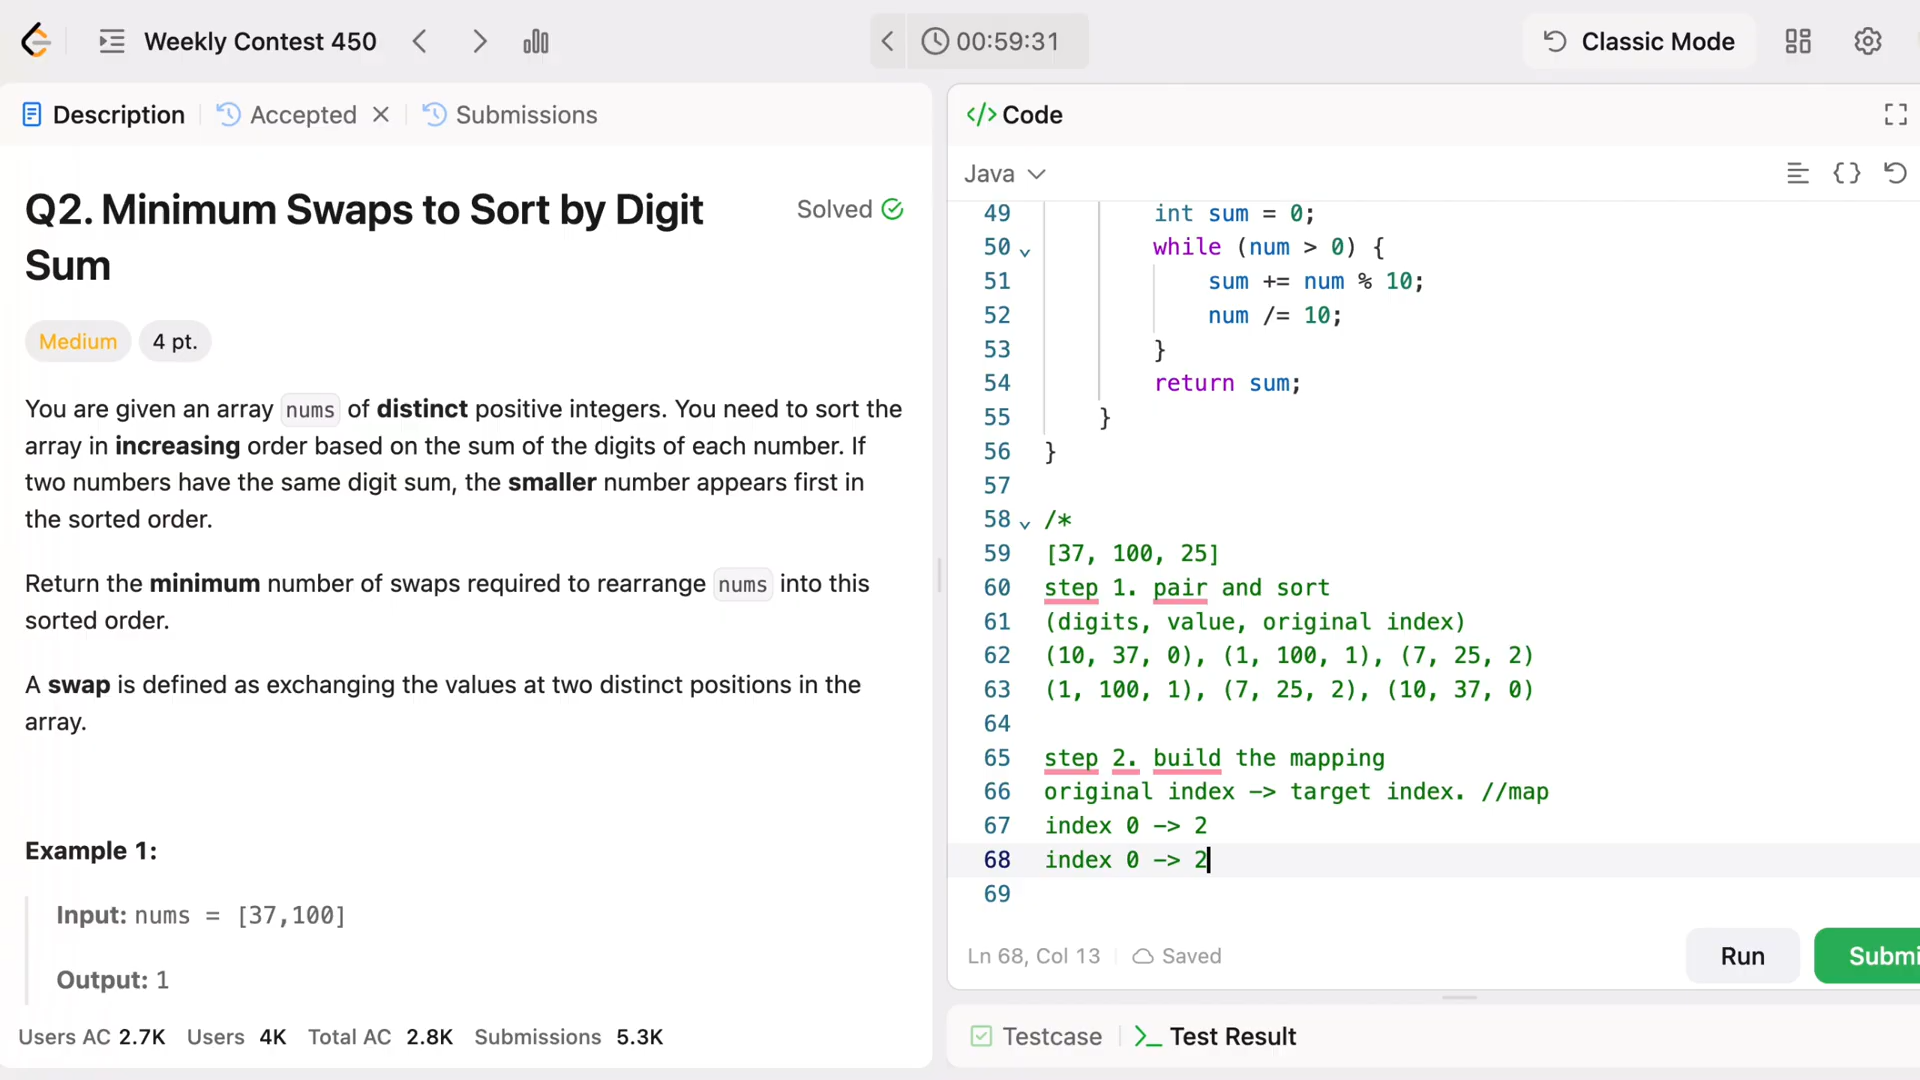 Weekly Contest 450
00:59:31
Classic Mode
Description
Accepted
Submissions
Q2. Minimum Swaps to Sort by Digit
Sum
Solved
Medium
4 pt.
You are given an array nums of distinct positive integers. You need to sort the
array in increasing order based on the sum of the digits of each number. If
two numbers have the same digit sum, the smaller number appears first in
the sorted order.
Return the minimum number of swaps required to rearrange nums into this
sorted order.
A swap is defined as exchanging the values at two distinct positions in the
array.
Example 1:
Input: nums = [37,100]
Output: 1
Users AC 2.7K Users 4K Total AC 2.8K Submissions 5.3K
</> Code
Java
49 int sum = 0;
50 while (num > 0) {
51 sum += num % 10;
52 num /= 10;
53 }
54 return sum;
55 }
56 }
57
58 /*
59 [37, 100, 25]
60 step 1. pair and sort
61 (digits, value, original index)
62 (10, 37, 0), (1, 100, 1), (7, 25, 2)
63 (1, 100, 1), (7, 25, 2), (10, 37, 0)
64
65 step 2. build the mapping
66 original index -> target index. //map
67 index 0 -> 2
68 index 0 -> 2
69
Ln 68, Col 13
Saved
Run
Submi
Testcase
Test Result